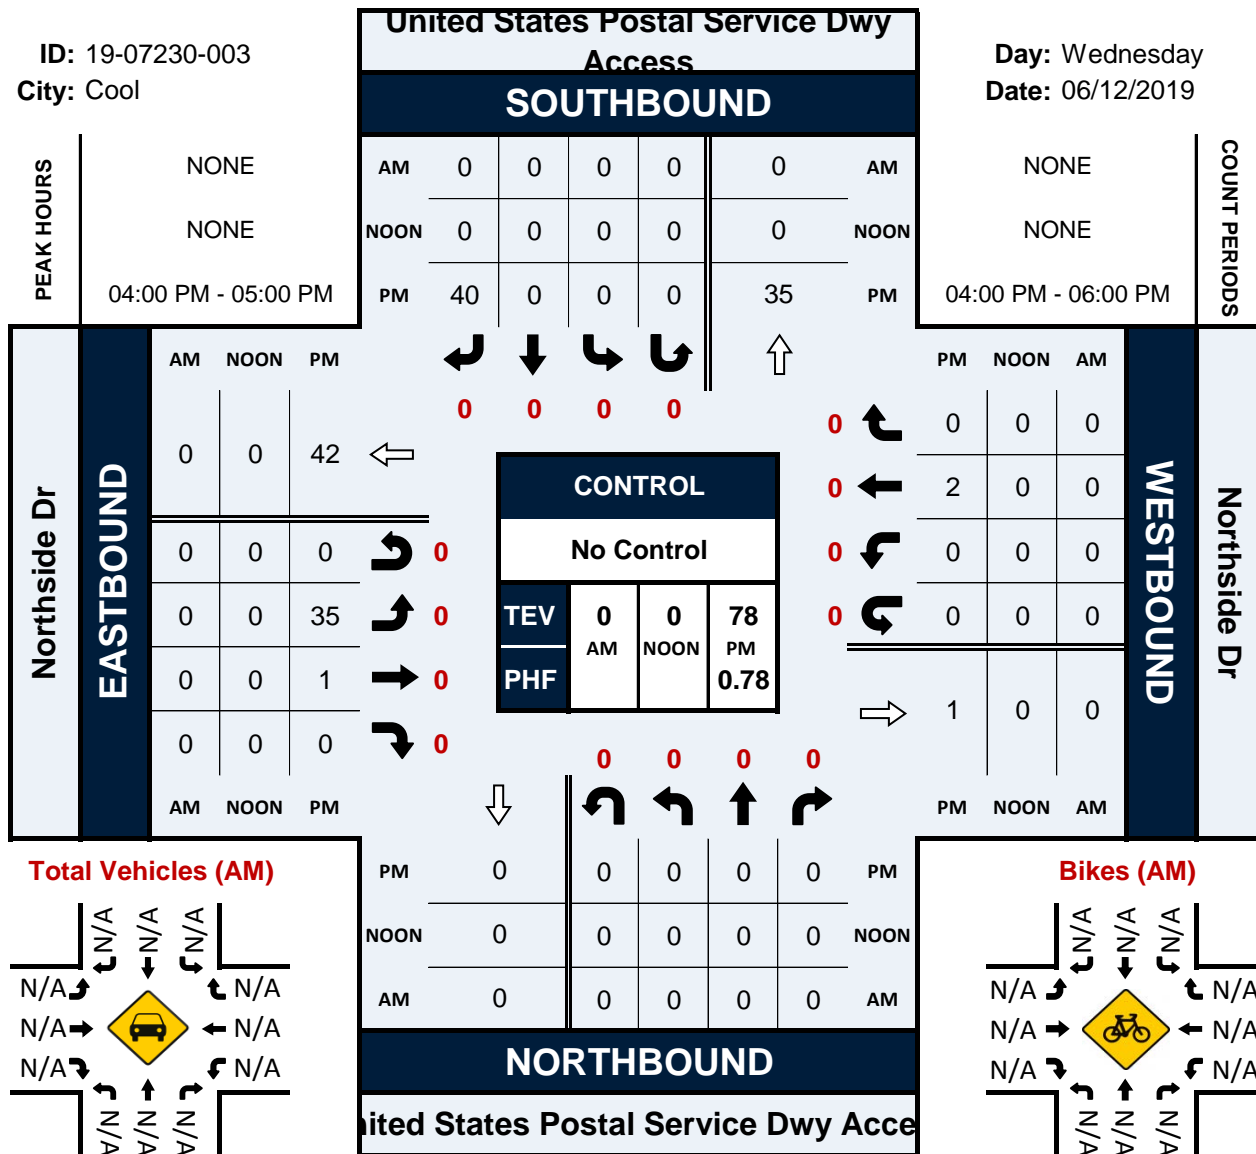 United States Postal Service Dwy
Access
ID: 19-07230-003
City: Cool
Day: Wednesday
Date: 06/12/2019
SOUTHBOUND
PEAK HOURS
NONE
NONE
04:00 PM - 05:00 PM
AM 0 0 0 0 0 AM
NOON 0 0 0 0 0 NOON
PM 40 0 0 0 35 PM
NONE
NONE
04:00 PM - 06:00 PM
COUNT PERIODS
0 0 0 0
Northside Dr
EASTBOUND
AM NOON PM
0 0 42
0 0 0 0
0 0 35 0
0 0 1 0
0 0 0 0
AM NOON PM
CONTROL
No Control
TEV 0 0 78
AM NOON PM
PHF 0.78
PM NOON AM
0 0 0 0
0 2 0 0
0 0 0 0
0 0 0 0
1 0 0
PM NOON AM
WESTBOUND
Northside Dr
0 0 0 0
PM 0 0 0 0 0 PM
NOON 0 0 0 0 0 NOON
AM 0 0 0 0 0 AM
NORTHBOUND
ited States Postal Service Dwy Acce
Total Vehicles (AM)
N/A N/A N/A
N/A N/A
N/A N/A
N/A N/A
N/A N/A N/A
Bikes (AM)
N/A N/A N/A
N/A N/A
N/A N/A
N/A N/A
N/A N/A N/A